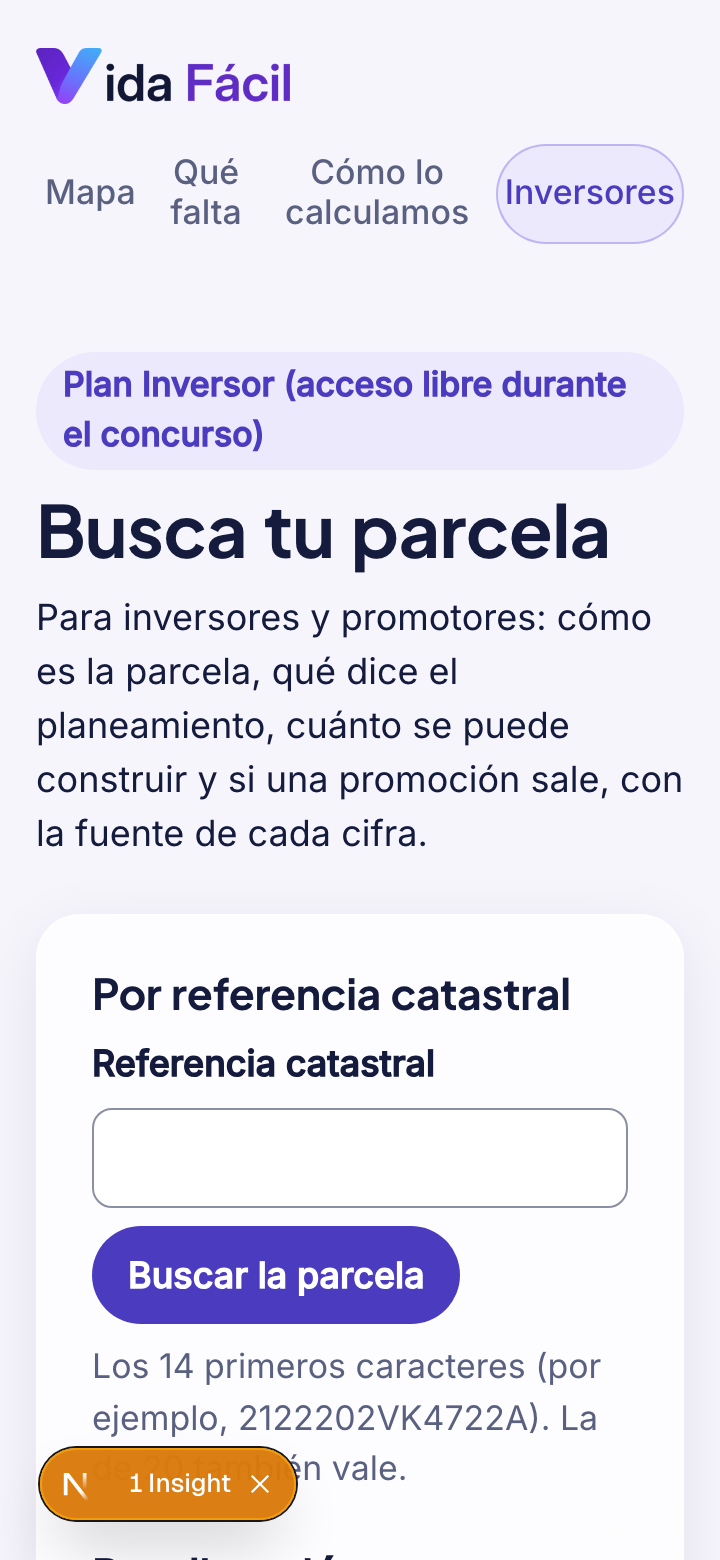 Vida Fácil
Mapa
Qué
falta
Cómo lo
calculamos
Inversores
Plan Inversor (acceso libre durante
el concurso)
Busca tu parcela
Para inversores y promotores: cómo
es la parcela, qué dice el
planeamiento, cuánto se puede
construir y si una promoción sale, con
la fuente de cada cifra.
Por referencia catastral
Referencia catastral
Buscar la parcela
Los 14 primeros caracteres (por
ejemplo, 2122202VK4722A). La
de 20 también vale.
N 1 Insight